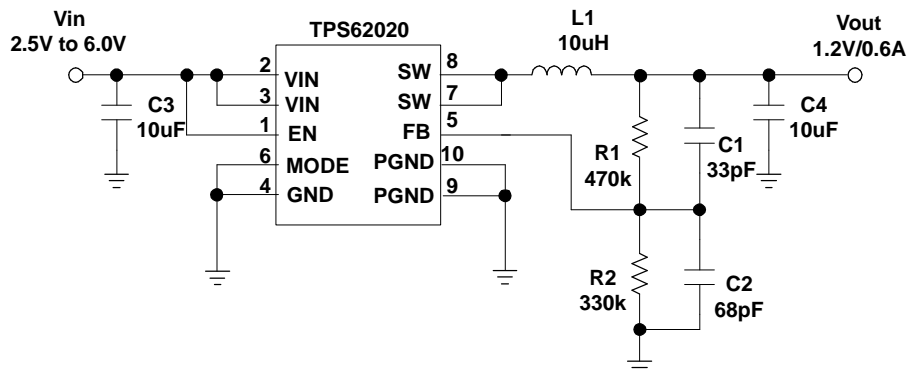 Vin
2.5V to 6.0V
TPS62020
L1
10uH
Vout
1.2V/0.6A
2
VIN
SW
8
3
VIN
SW
7
1
EN
FB
5
6
MODE
PGND
10
4
GND
PGND
9
C3
10uF
R1
470k
C1
33pF
C4
10uF
R2
330k
C2
68pF